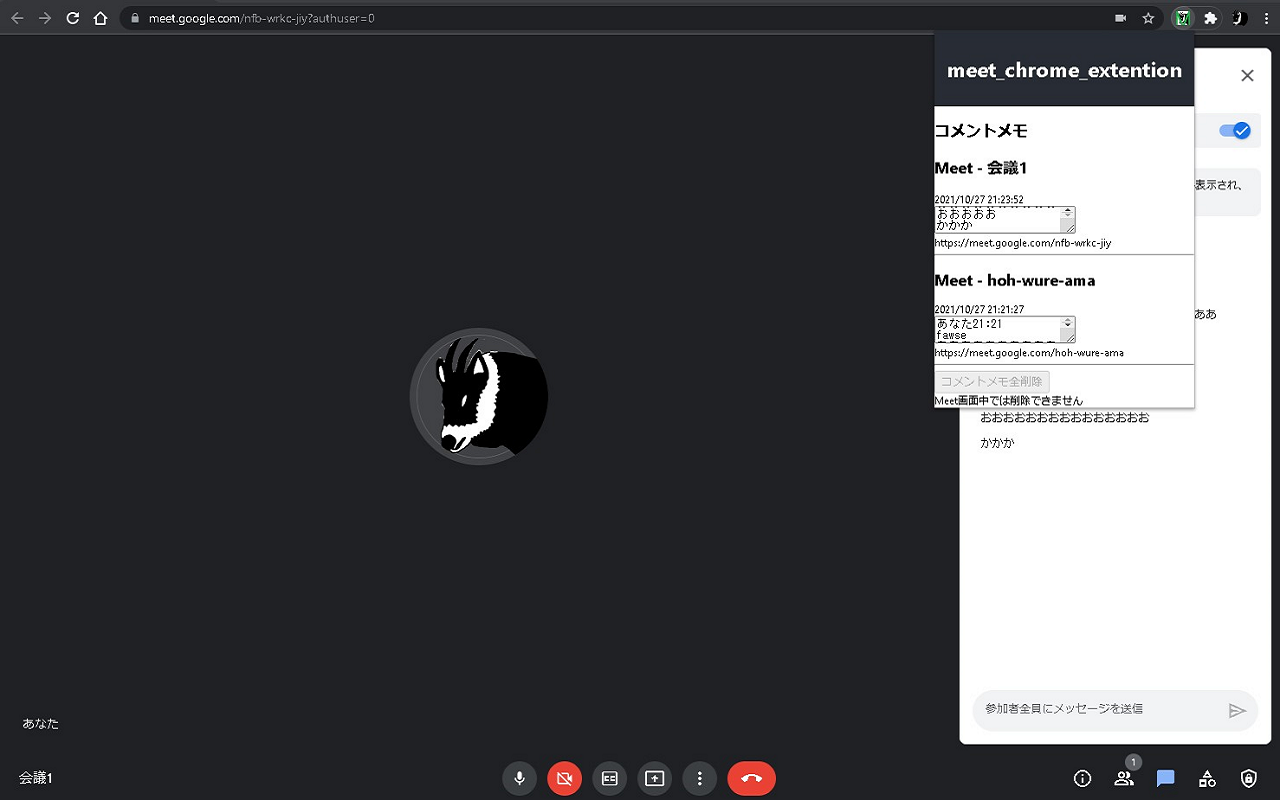 meet.google.com/nfb-wrkc-jiy?authuser=0
meet_chrome_extention
コメントメモ
Meet - 会議1
2021/10/27 21:23:52
おおおおお
かかか
https://meet.google.com/nfb-wrkc-jiy
Meet - hoh-wure-ama
2021/10/27 21:21:27
あなた21:21
fawse
https://meet.google.com/hoh-wure-ama
コメントメモ全削除
Meet画面中では削除できません
表示され、
ああ
おおおおおおおおおおおおおおお
かかか
参加者全員にメッセージを送信
あなた
会議1
1